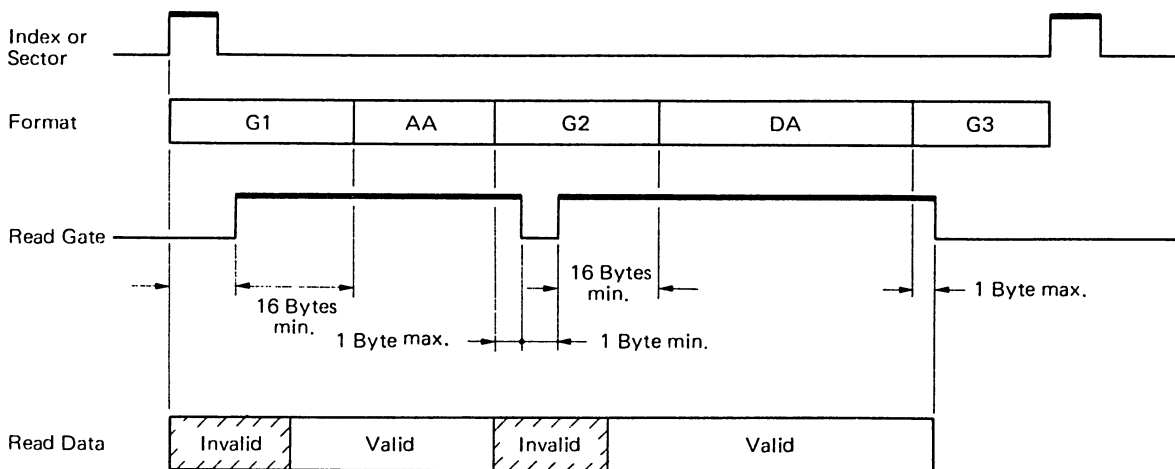 Index or
Sector
Format
G1 AA G2 DA G3
Read Gate
16 Bytes
min.
16 Bytes
min.
1 Byte max.
1 Byte max.
1 Byte min.
Read Data
Invalid Valid Invalid Valid